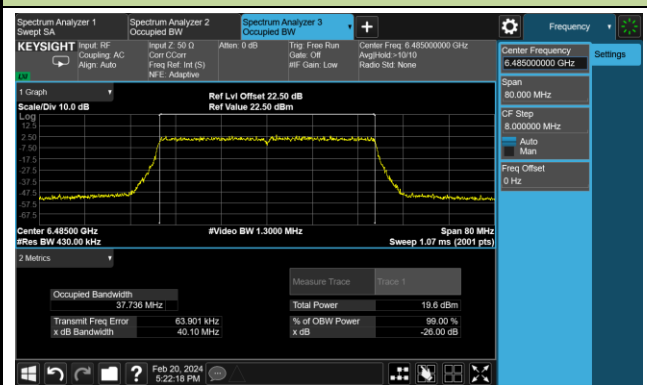 Spectrum Analyzer 1
Swept SA
Spectrum Analyzer 2
Occupied BW
Spectrum Analyzer 3
Occupied BW
Frequency
KEYSIGHT
Input: RF
Coupling: AC
Align: Auto
Input Z: 50 Ω
Corr CCorr
Freq Ref: Int (S)
NFE: Adaptive
Atten: 0 dB
Trig: Free Run
Gate: Off
#IF Gain: Low
Center Freq: 6.485000000 GHz
Avg|Hold:>10/10
Radio Std: None
Center Frequency
6.485000000 GHz
Settings
Span
80.000 MHz
CF Step
8.000000 MHz
Auto
Man
Freq Offset
0 Hz
1 Graph
Scale/Div 10.0 dB
Ref Lvl Offset 22.50 dB
Ref Value 22.50 dBm
Log
12.5
2.50
-7.50
-17.5
-27.5
-37.5
-47.5
-57.5
-67.5
Center 6.48500 GHz
#Res BW 430.00 kHz
#Video BW 1.3000 MHz
Span 80 MHz
Sweep 1.07 ms (2001 pts)
2 Metrics
Measure Trace
Trace 1
Occupied Bandwidth
37.736 MHz
Total Power
19.6 dBm
Transmit Freq Error
63.901 kHz
% of OBW Power
99.00 %
x dB Bandwidth
40.10 MHz
x dB
-26.00 dB
Feb 20, 2024
5:22:18 PM